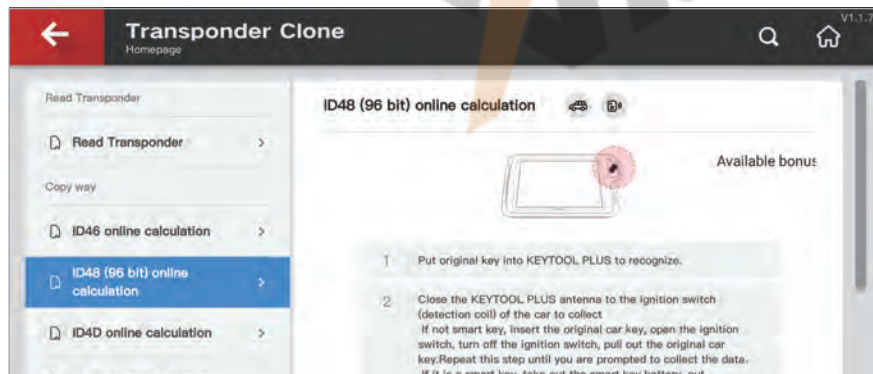 Transponder Clone
Homepage
V1.1.7
Read Transponder
Read Transponder
Copy way
ID46 online calculation
ID48 (96 bit) online
calculation
ID4D online calculation
ID48 (96 bit) online calculation
Available bonus
1 Put original key into KEYTOOL PLUS to recognize.
2 Close the KEYTOOL PLUS antenna to the ignition switch
(detection coil) of the car to collect
If not smart key, insert the original car key, open the ignition
switch, turn off the ignition switch, pull out the original car
key.Repeat this step until you are prompted to collect the data.
If it is a smart key, take out the smart key battery, put